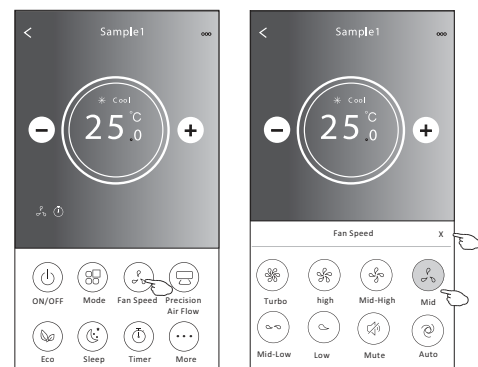 Sample1
Cool
25.0°C
ON/OFF Mode Fan Speed Precision Air Flow
Eco Sleep Timer More
Sample1
Cool
25.0°C
Fan Speed X
Turbo high Mid-High Mid
Mid-Low Low Mute Auto